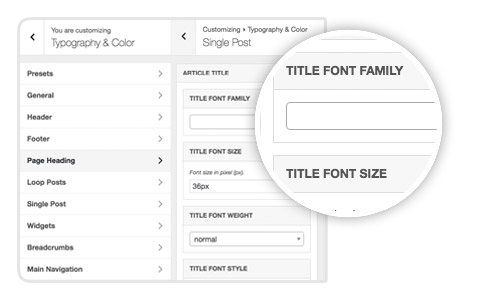 You are customizing
Typography & Color
Presets
General
Header
Footer
Page Heading
Loop Posts
Single Post
Widgets
Breadcrumbs
Main Navigation
Customizing ▸ Typography & Color
Single Post
ARTICLE TITLE
TITLE FONT FAMILY
TITLE FONT SIZE
Font size in pixel (px).
36px
TITLE FONT WEIGHT
normal
TITLE FONT STYLE
TITLE FONT FAMILY
TITLE FONT SIZE